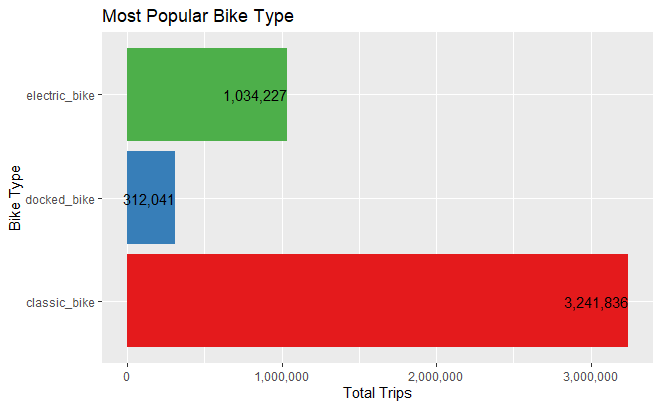 Most Popular Bike Type
electric_bike
1,034,227
docked_bike
312,041
classic_bike
3,241,836
Bike Type
0
1,000,000
2,000,000
3,000,000
Total Trips